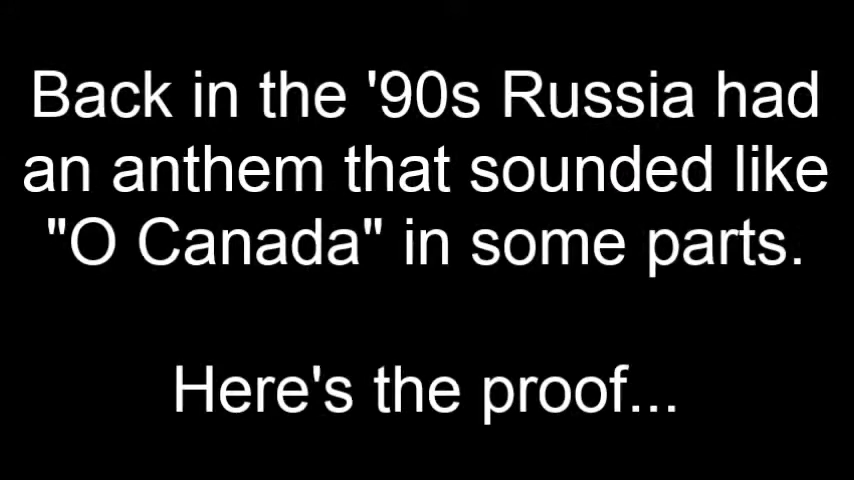 Back in the '90s Russia had
an anthem that sounded like
"O Canada" in some parts.
Here's the proof...